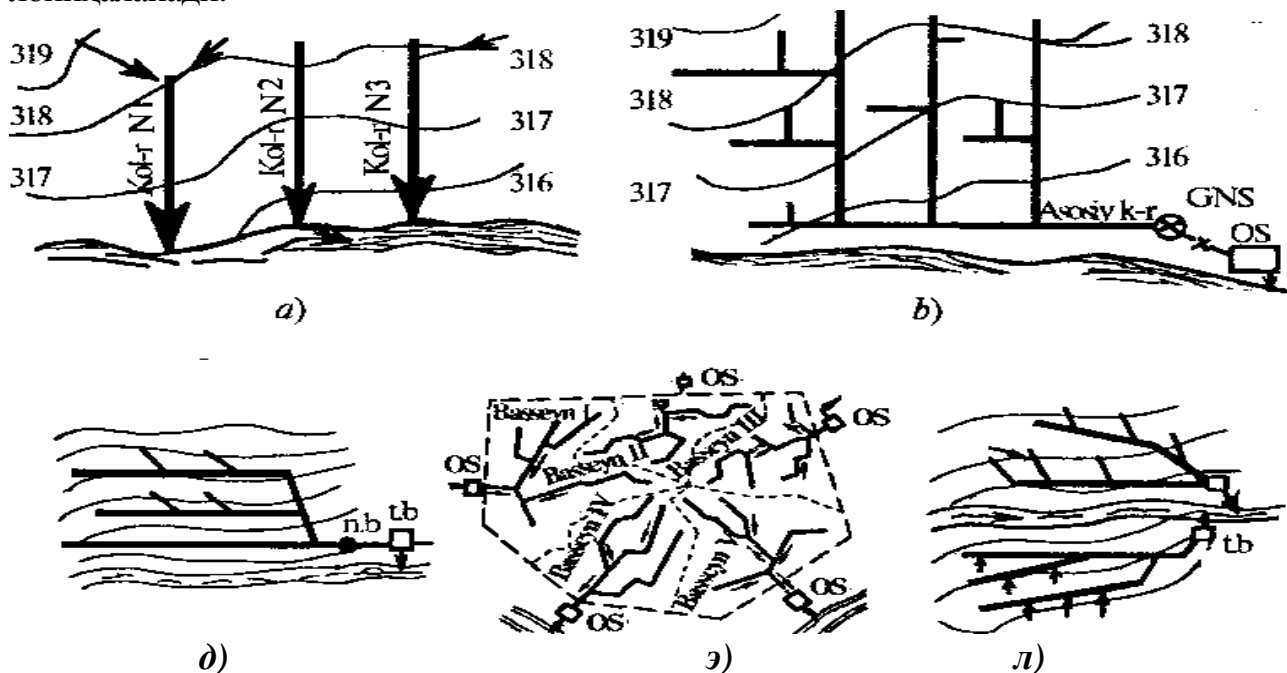 лойиҳаланади.
319
318
317
Kol-r N1
Kol-r N2
Kol-r N3
318
317
316
a)
319
318
317
318
317
316
Asosiy k-r
GNS
OS
b)
n.b
t.b
д)
OS
OS
OS
OS
OS
Basseyn I
Basseyn II
Basseyn III
Basseyn IV
Basseyn V
э)
t.b
л)